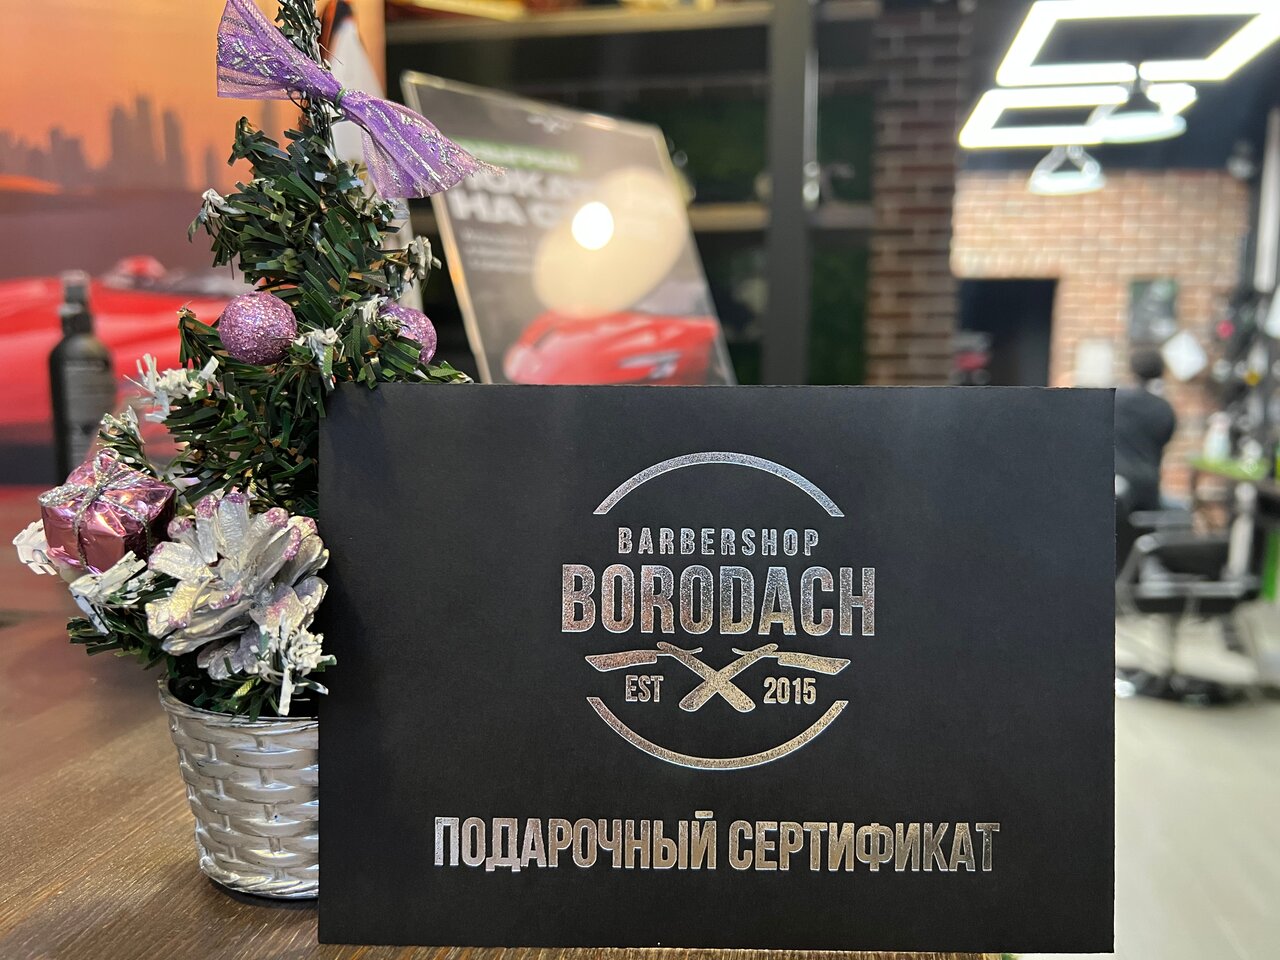 BARBERSHOP
BORODACH
EST 2015
ПОДАРОЧНЫЙ СЕРТИФИКАТ